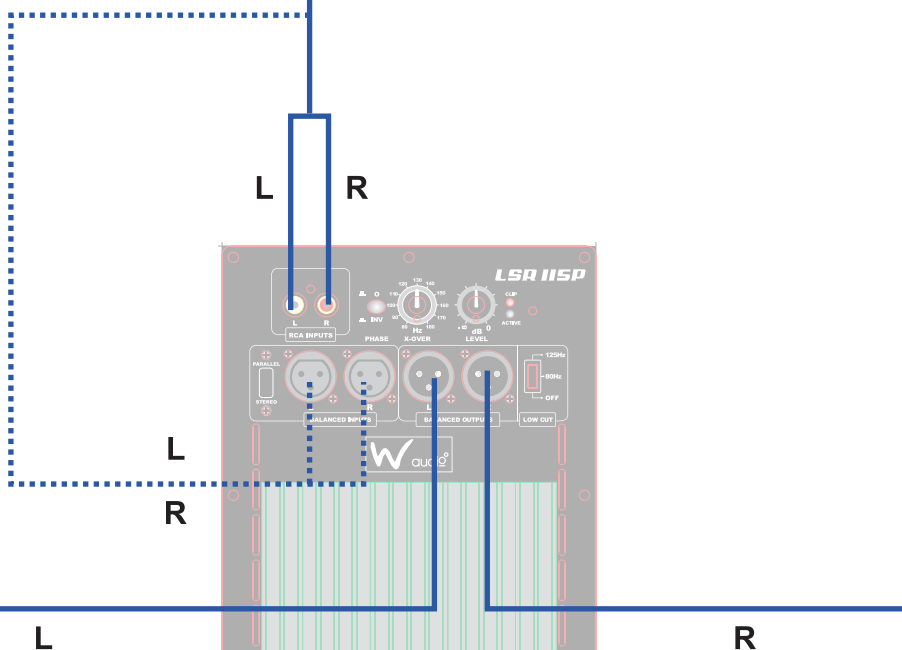 L R
LSR 115P
130
120 140
110 150
100 160
90 170
80 180
Hz
0
INV
PHASE
X-OVER
-∞ dB 0
LEVEL
CLIP
ACTIVE
L R
RCA INPUTS
PARALLEL
STEREO
R
BALANCED INPUTS
L
BALANCED OUTPUTS
125Hz
80Hz
OFF
LOW CUT
W audio
L
R
L R